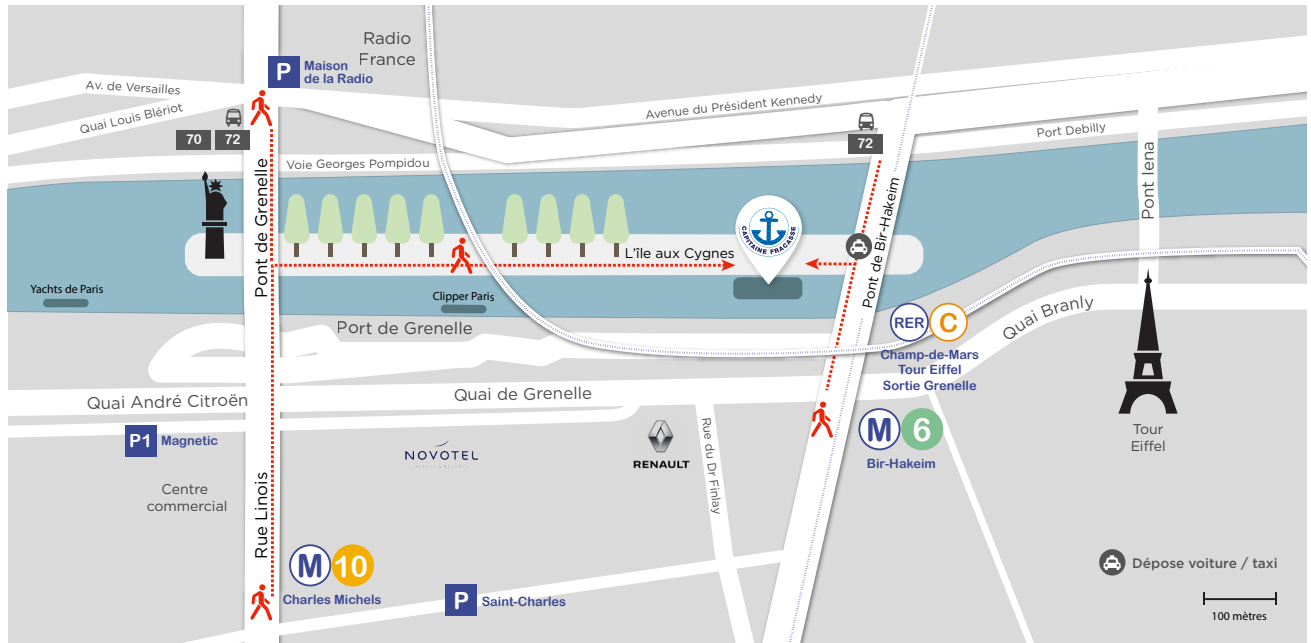 Radio
France
P
Maison
de la Radio
Av. de Versailles
Quai Louis Blériot
70
72
Avenue du Président Kennedy
72
Port Debilly
Voie Georges Pompidou
Pont de Grenelle
Pont Iena
Pont de Bir-Hakeim
CAPITAINE FRACASSE
L'île aux Cygnes
Yachts de Paris
Clipper Paris
Port de Grenelle
RER
C
Champ-de-Mars
Tour Eiffel
Sortie Grenelle
Quai Branly
Quai André Citroën
Quai de Grenelle
P1
Magnetic
NOVOTEL
RENAULT
Rue du Dr Finlay
M
6
Bir-Hakeim
Tour
Eiffel
Centre
commercial
Rue Linois
M
10
Charles Michels
P
Saint-Charles
Dépose voiture / taxi
100 mètres